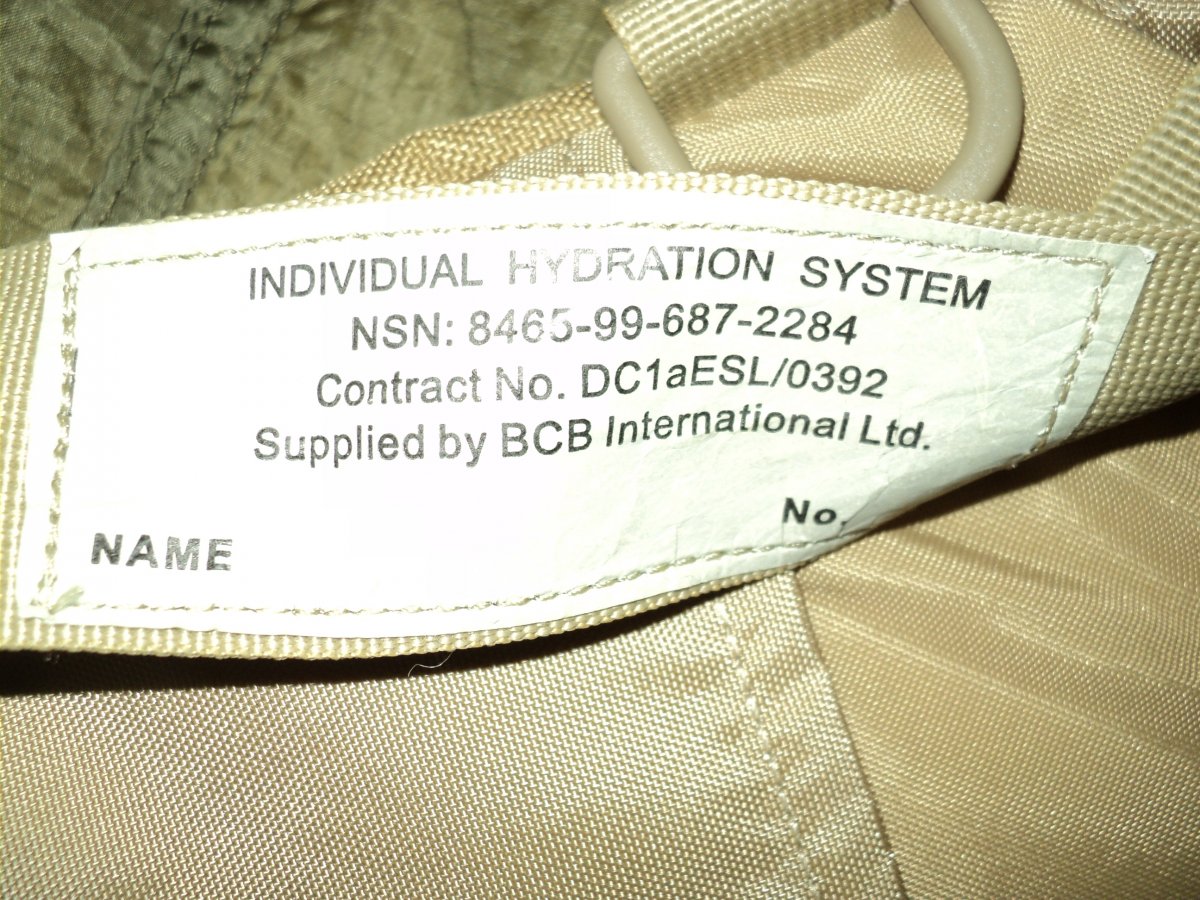 INDIVIDUAL HYDRATION SYSTEM
NSN: 8465-99-687-2284
Contract No. DC1aESL/0392
Supplied by BCB International Ltd.
No.
NAME